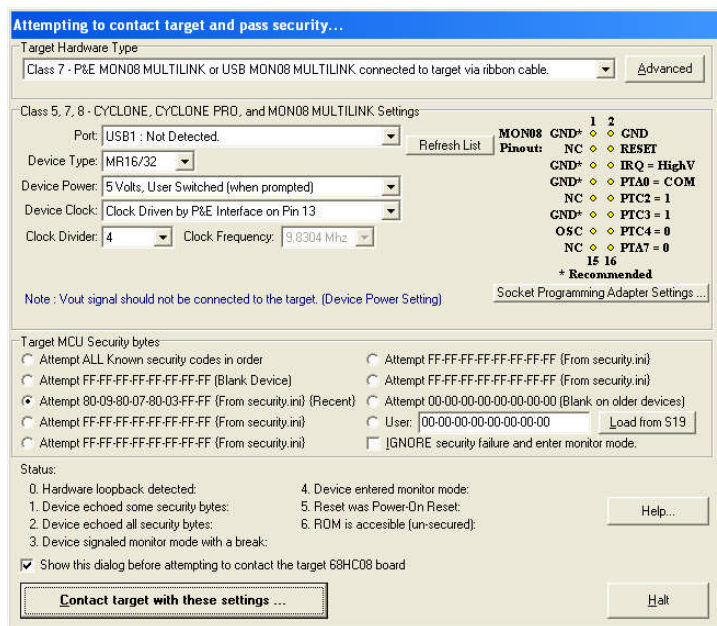 Attempting to contact target and pass security...
Target Hardware Type
Class 7 - P&E MON08 MULTILINK or USB MON08 MULTILINK connected to target via ribbon cable.
Advanced
Class 5, 7, 8 - CYCLONE, CYCLONE PRO, and MON08 MULTILINK Settings
Port: USB1 : Not Detected.
Refresh List
Device Type: MR16/32
Device Power: 5 Volts, User Switched (when prompted)
Device Clock: Clock Driven by P&E Interface on Pin 13
Clock Divider: 4 Clock Frequency: 9.8304 Mhz
1 2
MON08 GND* GND
Pinout: NC RESET
GND* IRQ = HighV
GND* PTA0 = COM
NC PTC2 = 1
GND* PTC3 = 1
OSC PTC4 = 0
NC PTA7 = 0
15 16
* Recommended
Note : Vout signal should not be connected to the target. (Device Power Setting)
Socket Programming Adapter Settings ...
Target MCU Security bytes
Attempt ALL Known security codes in order
Attempt FF-FF-FF-FF-FF-FF-FF-FF (Blank Device)
Attempt 80-09-80-07-80-03-FF-FF {From security.ini} {Recent}
Attempt FF-FF-FF-FF-FF-FF-FF-FF {From security.ini}
Attempt FF-FF-FF-FF-FF-FF-FF-FF {From security.ini}
Attempt FF-FF-FF-FF-FF-FF-FF-FF {From security.ini}
Attempt FF-FF-FF-FF-FF-FF-FF-FF {From security.ini}
Attempt 00-00-00-00-00-00-00-00 (Blank on older devices)
User: 00-00-00-00-00-00-00-00 Load from S19
IGNORE security failure and enter monitor mode.
Status:
0. Hardware loopback detected:
1. Device echoed some security bytes:
2. Device echoed all security bytes:
3. Device signaled monitor mode with a break:
4. Device entered monitor mode:
5. Reset was Power-On Reset:
6. ROM is accesible (un-secured):
Help...
Show this dialog before attempting to contact the target 68HC08 board
Contact target with these settings ...
Halt